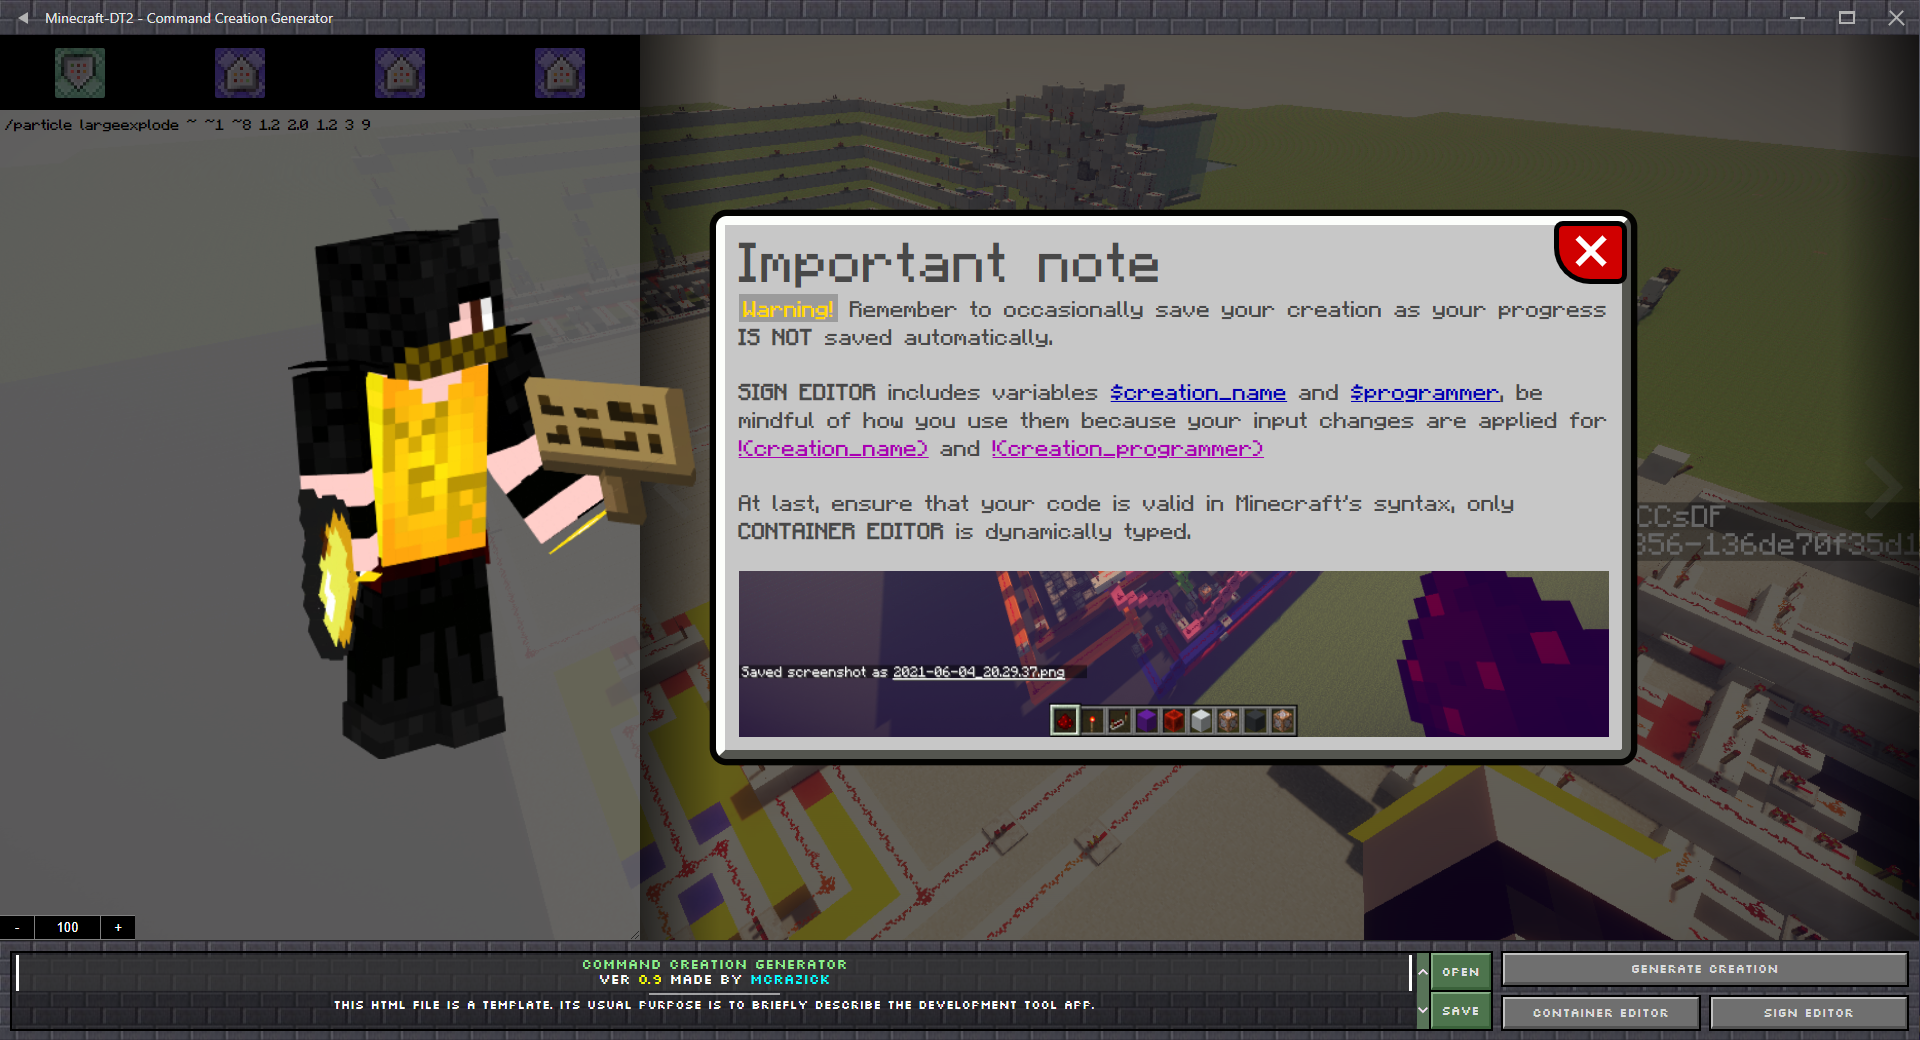 Minecraft-DT2 - Command Creation Generator
/particle largeexplode ~ ~1 ~8 1.2 2.0 1.2 3 9
Important note
Warning! Remember to occasionally save your creation as your progress
IS NOT saved automatically.
SIGN EDITOR includes variables $creation_name and $programmer, be
mindful of how you use them because your input changes are applied for
!(creation_name) and !(creation_programmer)
At last, ensure that your code is valid in Minecraft's syntax, only
CONTAINER EDITOR is dynamically typed.
CCsDF
356-136de70f35d1
Saved screenshot as 2021-06-04_20.29.37.png
- 100 +
COMMAND CREATION GENERATOR
VER 0.9 MADE BY MORAZICK
THIS HTML FILE IS A TEMPLATE. ITS USUAL PURPOSE IS TO BRIEFLY DESCRIBE THE DEVELOPMENT TOOL APP.
OPEN
SAVE
GENERATE CREATION
CONTAINER EDITOR
SIGN EDITOR